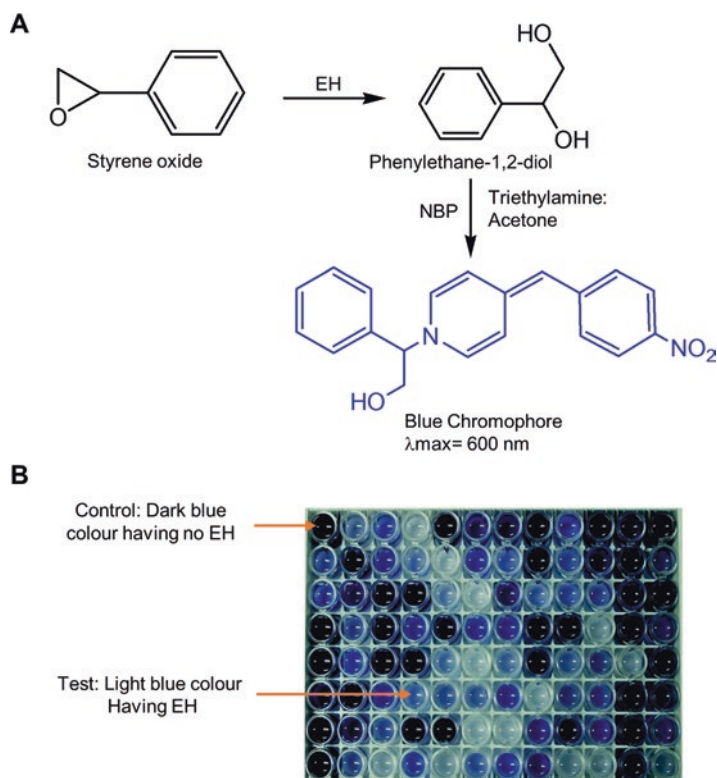 A
O
Styrene oxide
EH
HO
OH
Phenylethane-1,2-diol
NBP
Triethylamine:
Acetone
N
HO
NO₂
Blue Chromophore
λmax= 600 nm
B
Control: Dark blue
colour having no EH
Test: Light blue colour
Having EH